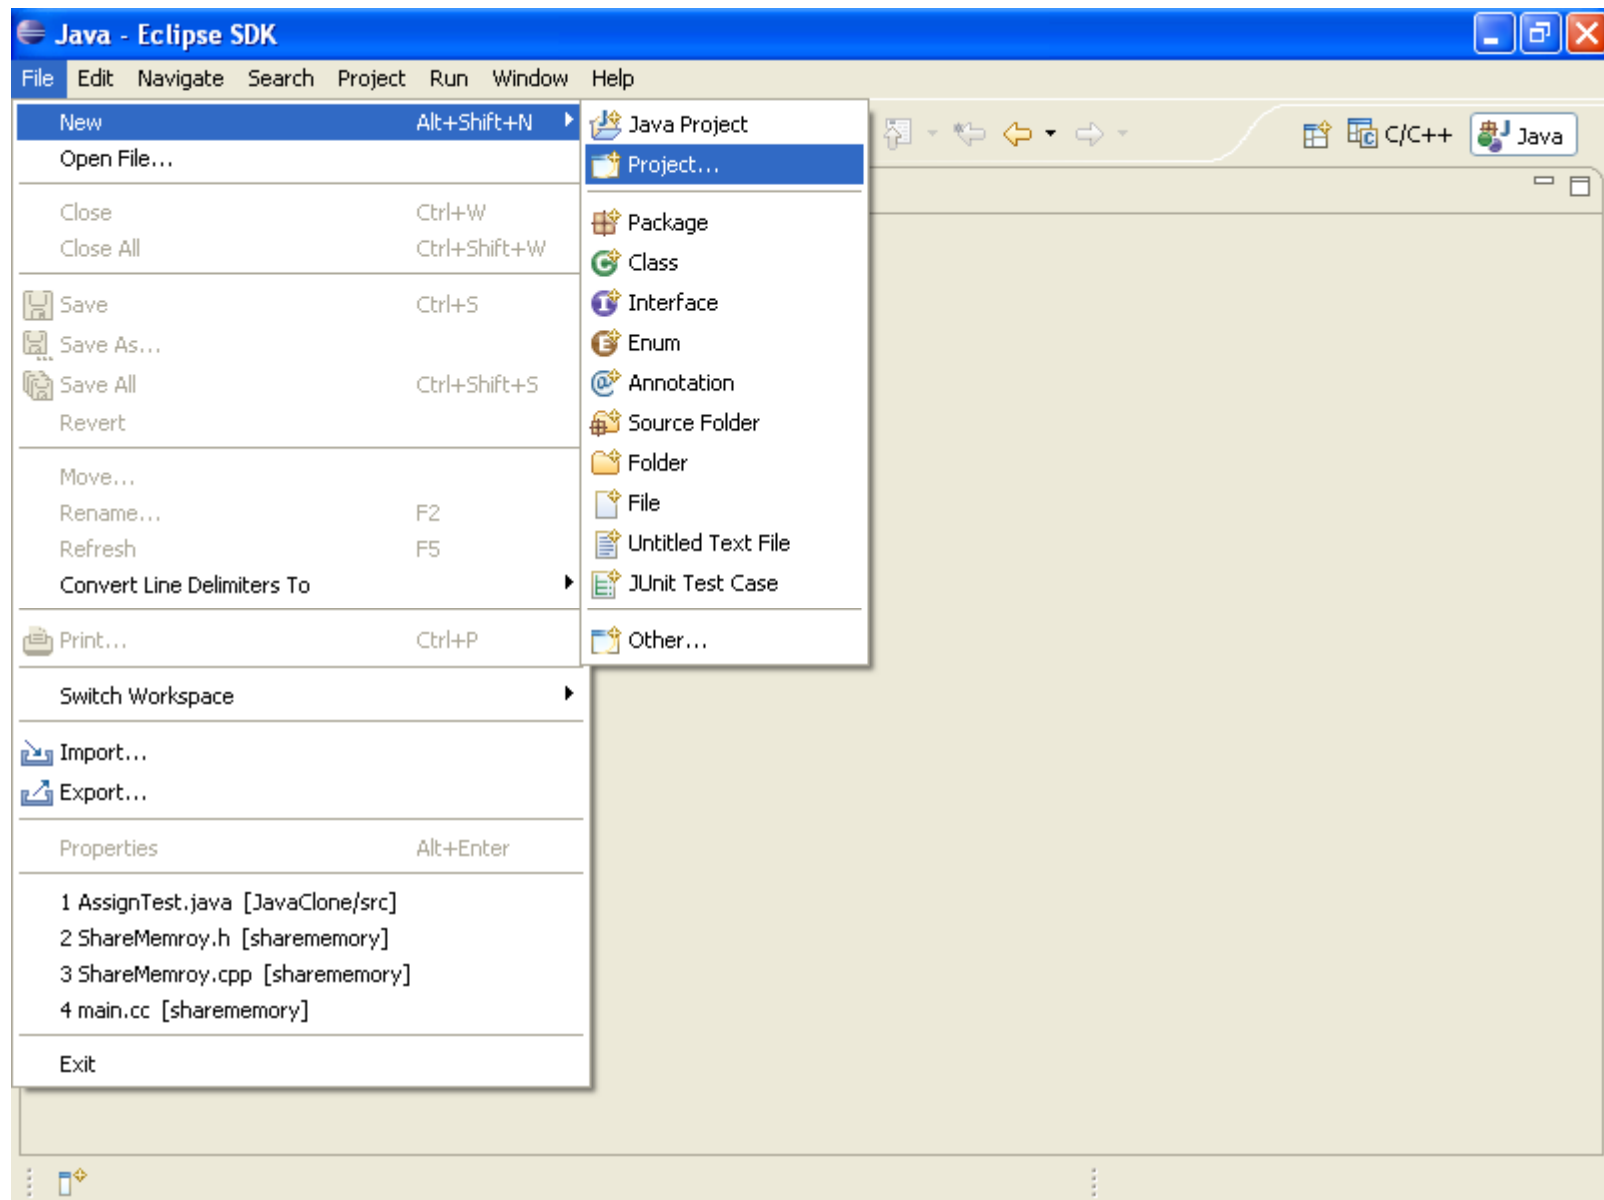 Java - Eclipse SDK
File Edit Navigate Search Project Run Window Help
New Alt+Shift+N
Open File...
Close Ctrl+W
Close All Ctrl+Shift+W
Save Ctrl+S
Save As...
Save All Ctrl+Shift+S
Revert
Move...
Rename... F2
Refresh F5
Convert Line Delimiters To
Print... Ctrl+P
Switch Workspace
Import...
Export...
Properties Alt+Enter
1 AssignTest.java [JavaClone/src]
2 ShareMemroy.h [sharememory]
3 ShareMemroy.cpp [sharememory]
4 main.cc [sharememory]
Exit
Java Project
Project...
Package
Class
Interface
Enum
Annotation
Source Folder
Folder
File
Untitled Text File
JUnit Test Case
Other...
C/C++ Java